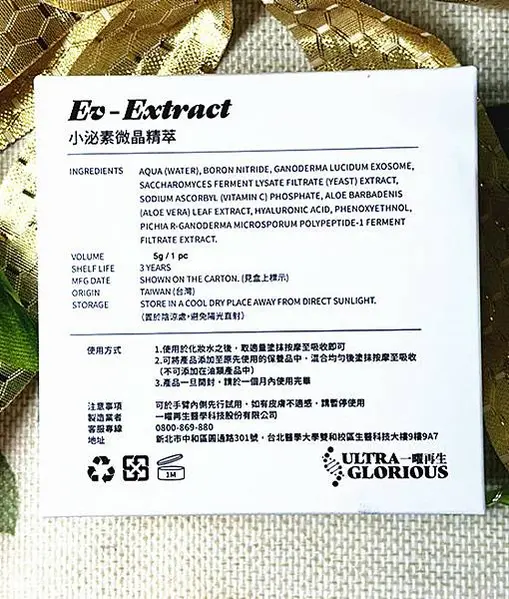 Ev-Extract
小泌素微晶精萃
INGREDIENTS AQUA (WATER), BORON NITRIDE, GANODERMA LUCIDUM EXOSOME,
SACCHAROMYCES FERMENT LYSATE FILTRATE (YEAST) EXTRACT,
SODIUM ASCORBYL (VITAMIN C) PHOSPHATE, ALOE BARBADENIS
(ALOE VERA) LEAF EXTRACT, HYALURONIC ACID, PHENOXYETHNOL,
PICHIA R-GANODERMA MICROSPORUM POLYPEPTIDE-1 FERMENT
FILTRATE EXTRACT.
VOLUME 5g / 1 pc
SHELF LIFE 3 YEARS
MFG DATE SHOWN ON THE CARTON. (見盒上標示)
ORIGIN TAIWAN (台灣)
STORAGE STORE IN A COOL DRY PLACE AWAY FROM DIRECT SUNLIGHT.
(置於陰涼處,避免陽光直射)
使用方式 1.使用於化妝水之後,取適量塗抹按摩至吸收即可
2.可將產品添加至原先使用的保養品中,混合均勻後塗抹按摩至吸收
(不可添加在油類產品中)
3.產品一旦開封,請於一個月內使用完畢
注意事項 可於手臂內側先行試用,如有皮膚不適感,請暫停使用
製造業者 一曜再生醫學科技股份有限公司
客服專線 0800-869-880
地址 新北市中和區圓通路301號,台北醫學大學雙和校區生醫科技大樓9樓9A7
1M
ULTRA 一曜再生
GLORIOUS